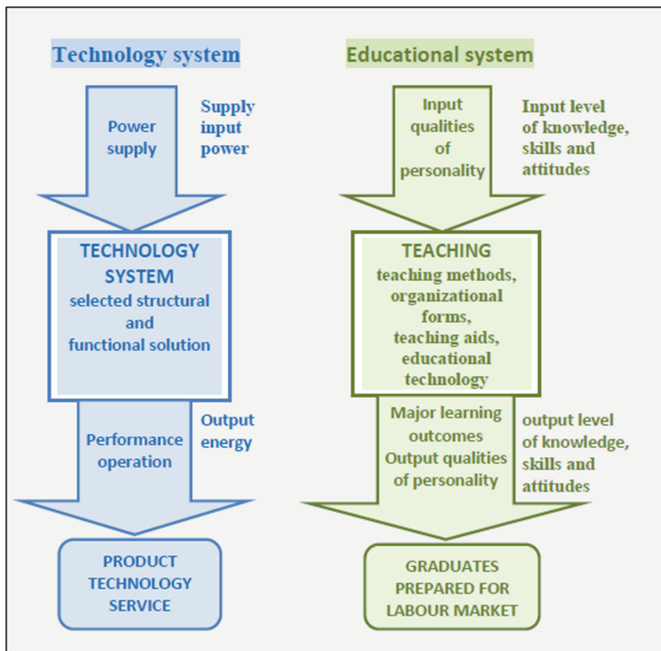 Technology system
Power
supply
Supply
input
power
TECHNOLOGY
SYSTEM
selected structural
and
functional solution
Performance
operation
Output
energy
PRODUCT
TECHNOLOGY
SERVICE
Educational system
Input
qualities
of
personality
Input level
of knowledge,
skills and
attitudes
TEACHING
teaching methods,
organizational
forms,
teaching aids,
educational
technology
Major learning
outcomes
Output qualities
of personality
output level
of knowledge,
skills and
attitudes
GRADUATES
PREPARED FOR
LABOUR MARKET